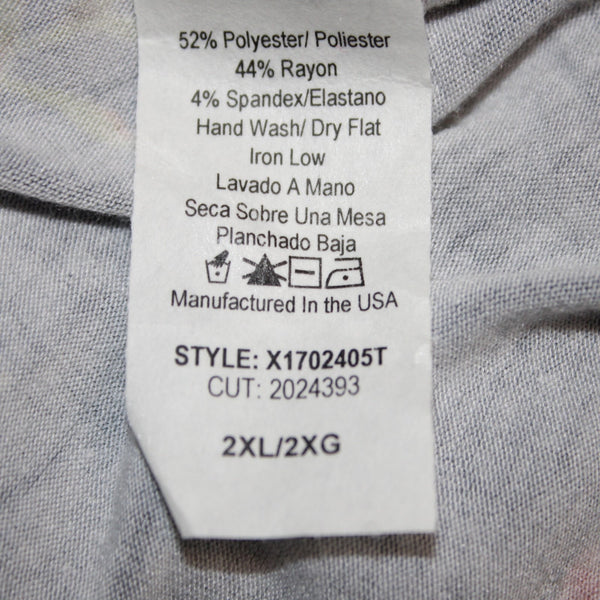 52% Polyester/ Poliester
44% Rayon
4% Spandex/Elastano
Hand Wash/ Dry Flat
Iron Low
Lavado A Mano
Seca Sobre Una Mesa
Planchado Baja
Manufactured In the USA
STYLE: X1702405T
CUT: 2024393
2XL/2XG